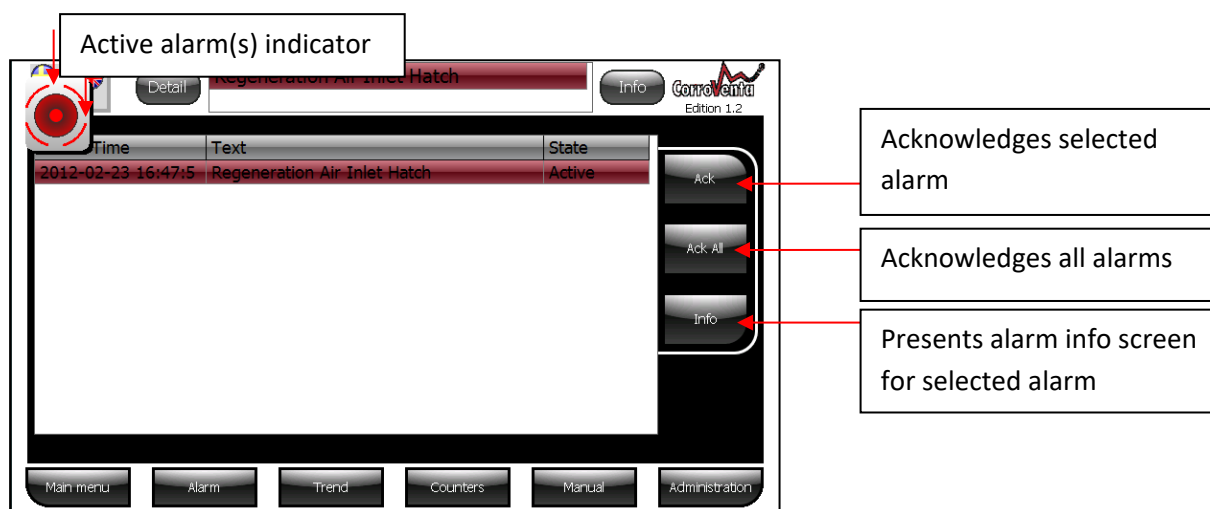 Active alarm(s) indicator
Detail
Regeneration Air Inlet Hatch
Info
CorroVenta
Edition 1.2
Time Text State
2012-02-23 16:47:5 Regeneration Air Inlet Hatch Active
Ack
Ack All
Info
Acknowledges selected
alarm
Acknowledges all alarms
Presents alarm info screen
for selected alarm
Main menu Alarm Trend Counters Manual Administration